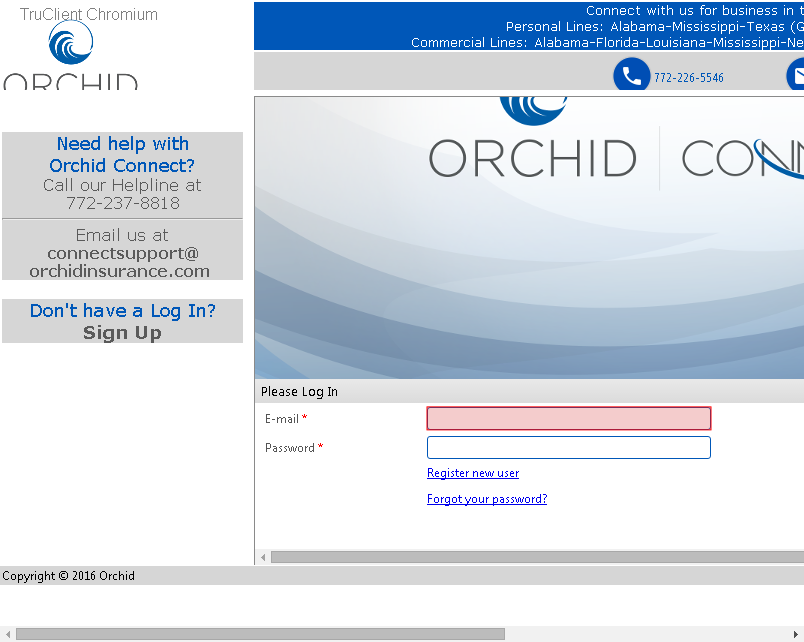 TruClient Chromium
ORCHID
Need help with
Orchid Connect?
Call our Helpline at
772-237-8818
Email us at
connectsupport@
orchidinsurance.com
Don't have a Log In?
Sign Up
Connect with us for business in
Personal Lines: Alabama-Mississippi-Texas
Commercial Lines: Alabama-Florida-Louisiana-Mississippi-Ne
772-226-5546
ORCHID CONN
Please Log In
E-mail *
Password *
Register new user
Forgot your password?
Copyright © 2016 Orchid